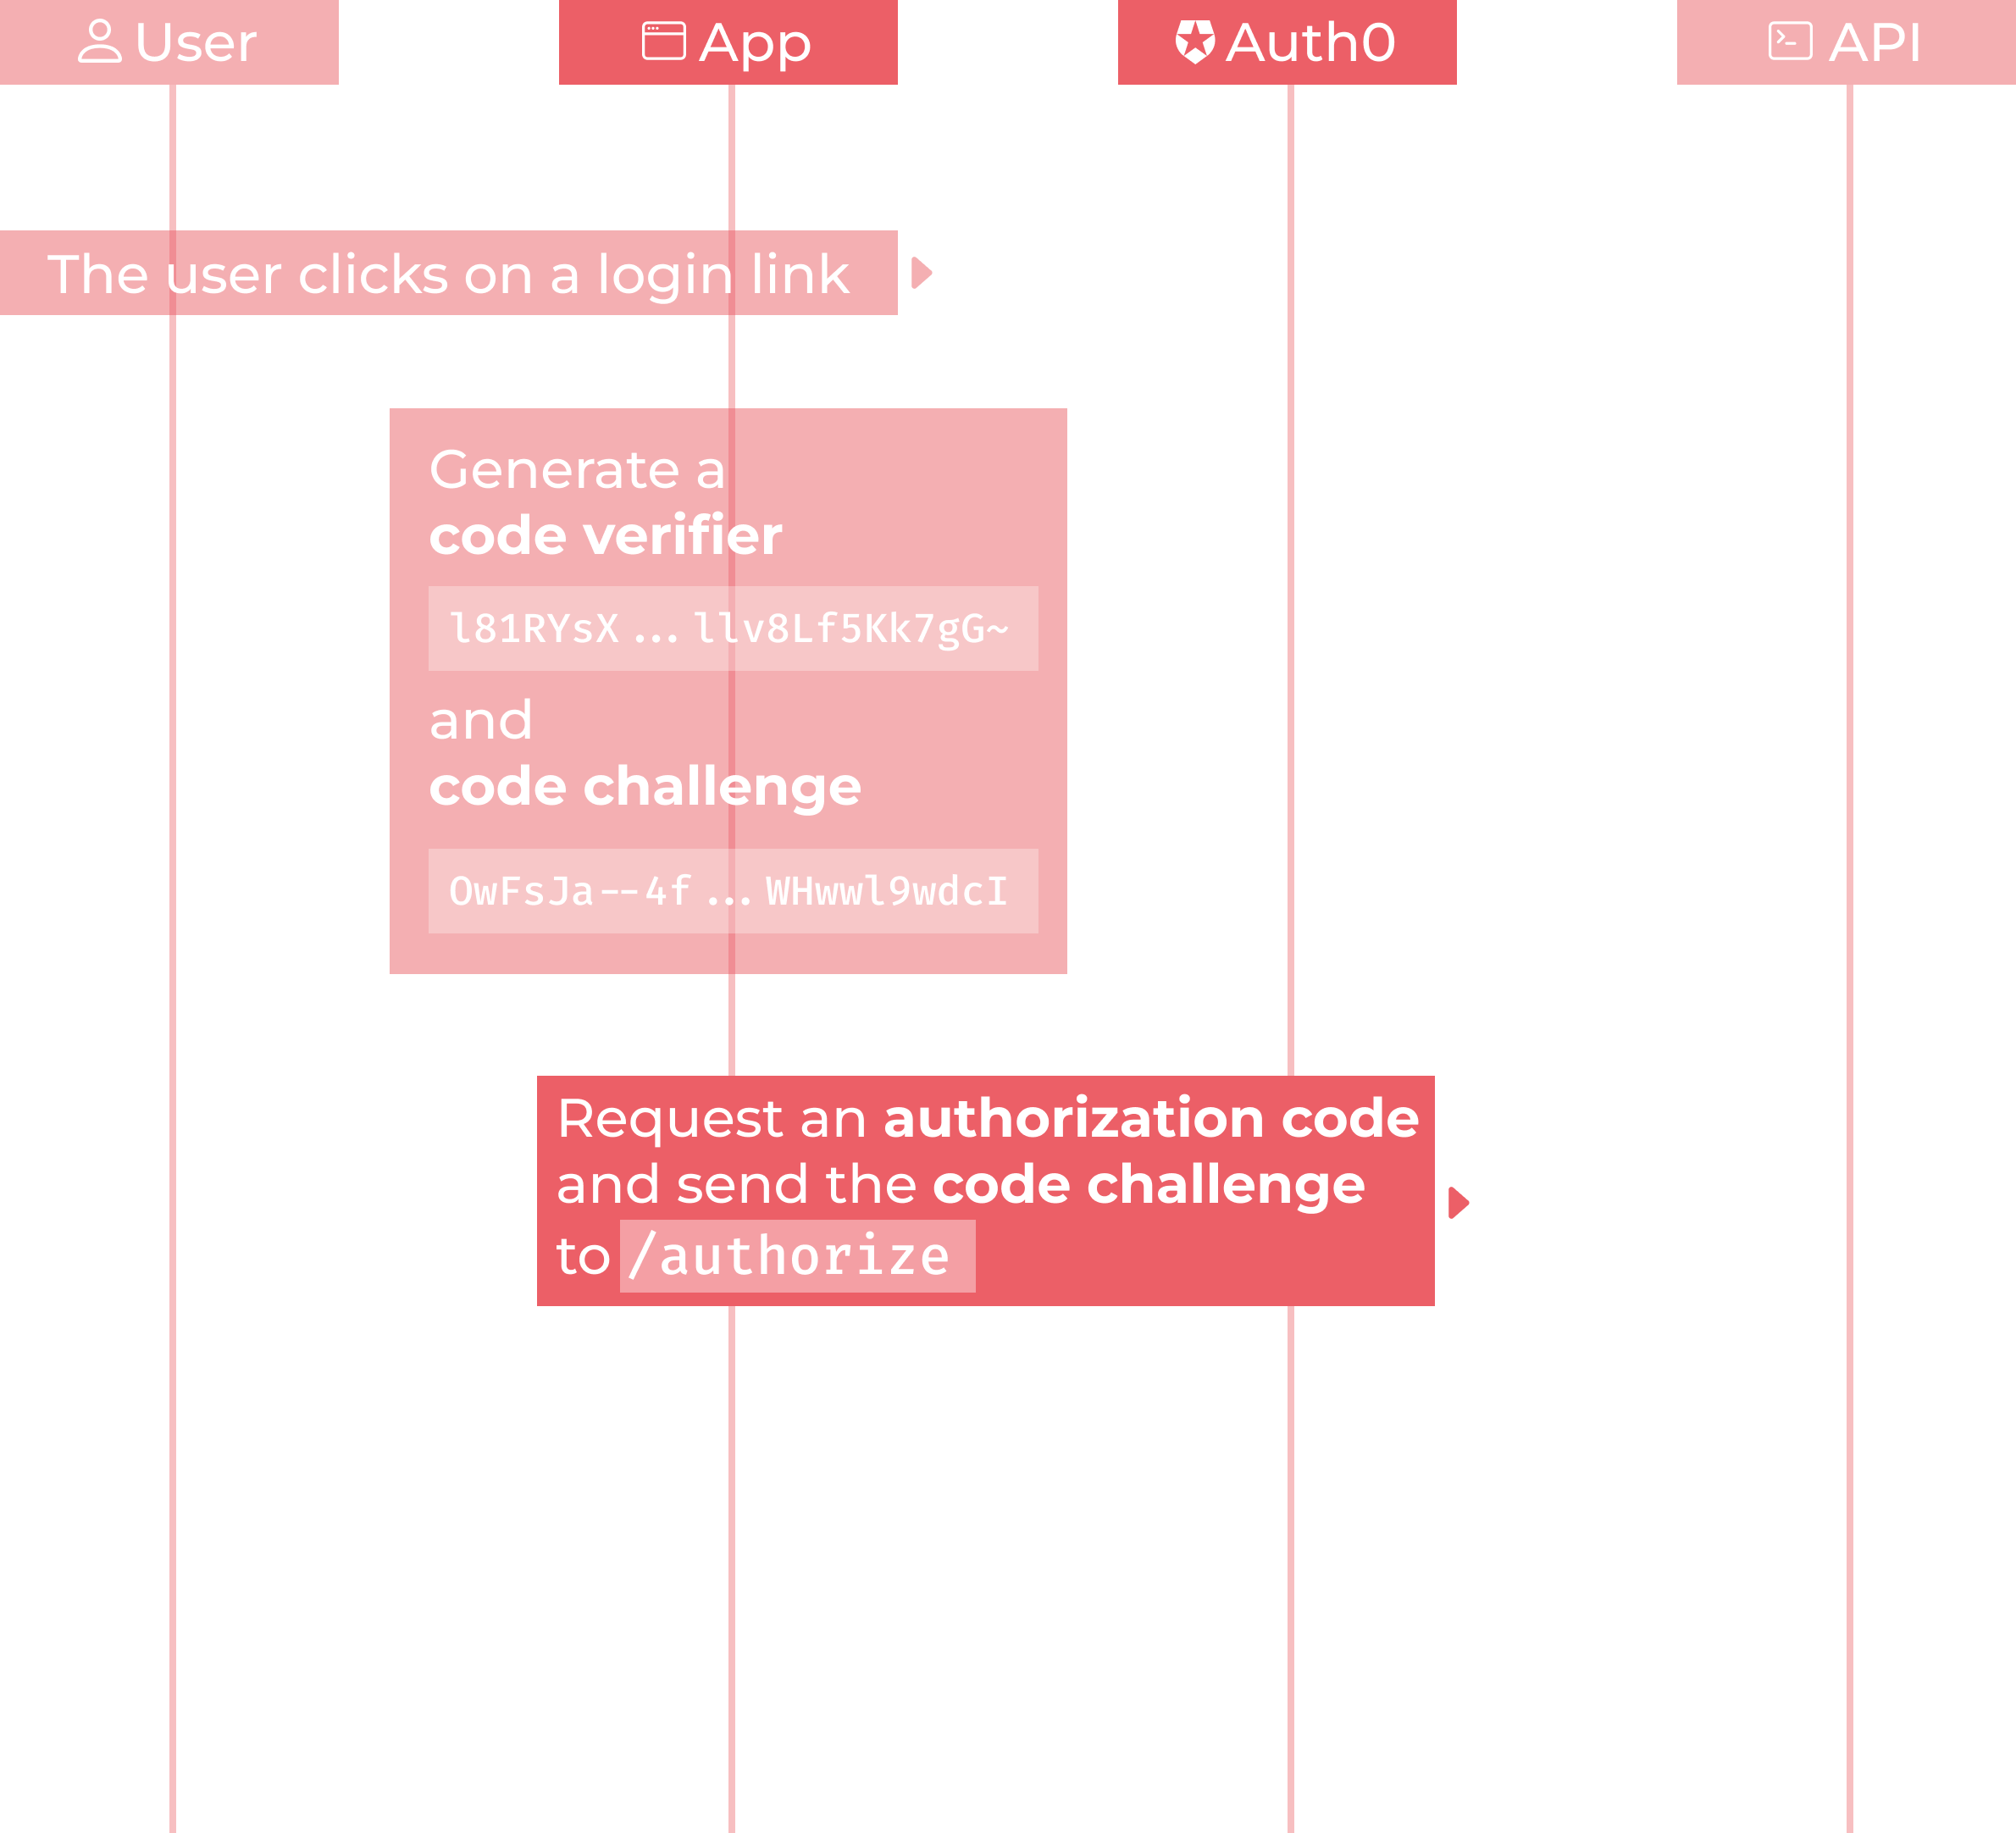 User
App
Auth0
API
The user clicks on a login link
Generate a
code verifier
l81RYsX...llv8Lf5Kk7gG~
and
code challenge
OwFsJa--4f...WHwwl9wdcI
Request an authorization code
and send the code challenge
to /authorize